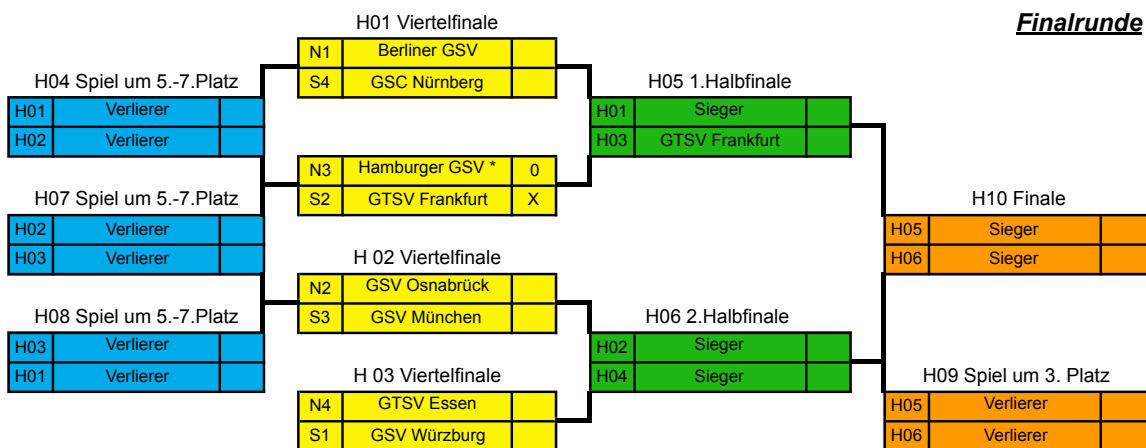 Finalrunde
H01 Viertelfinale
N1 Berliner GSV
S4 GSC Nürnberg
H04 Spiel um 5.-7.Platz
H01 Verlierer
H02 Verlierer
H05 1.Halbfinale
H01 Sieger
H03 GTSV Frankfurt
N3 Hamburger GSV * 0
S2 GTSV Frankfurt X
H07 Spiel um 5.-7.Platz
H02 Verlierer
H03 Verlierer
H10 Finale
H05 Sieger
H06 Sieger
H 02 Viertelfinale
N2 GSV Osnabrück
S3 GSV München
H08 Spiel um 5.-7.Platz
H03 Verlierer
H01 Verlierer
H06 2.Halbfinale
H02 Sieger
H04 Sieger
H 03 Viertelfinale
N4 GTSV Essen
S1 GSV Würzburg
H09 Spiel um 3. Platz
H05 Verlierer
H06 Verlierer